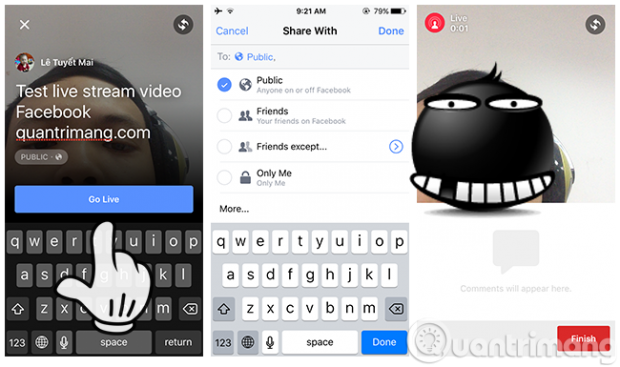 Lê Tuyết Mai
Test live stream video
Facebook
quantrimang.com
PUBLIC
Go Live
q w e r t y u i o p
a s d f g h j k l
z x c v b n m
123 space return
9:21 AM 79%
Cancel Share With Done
To: Public,
Public
Anyone on or off Facebook
Friends
Your friends on Facebook
Friends except...
Only Me
Only Me
More...
q w e r t y u i o p
a s d f g h j k l
z x c v b n m
123 space Done
Live
0:01
Comments will appear here.
Finish
Quantrimang